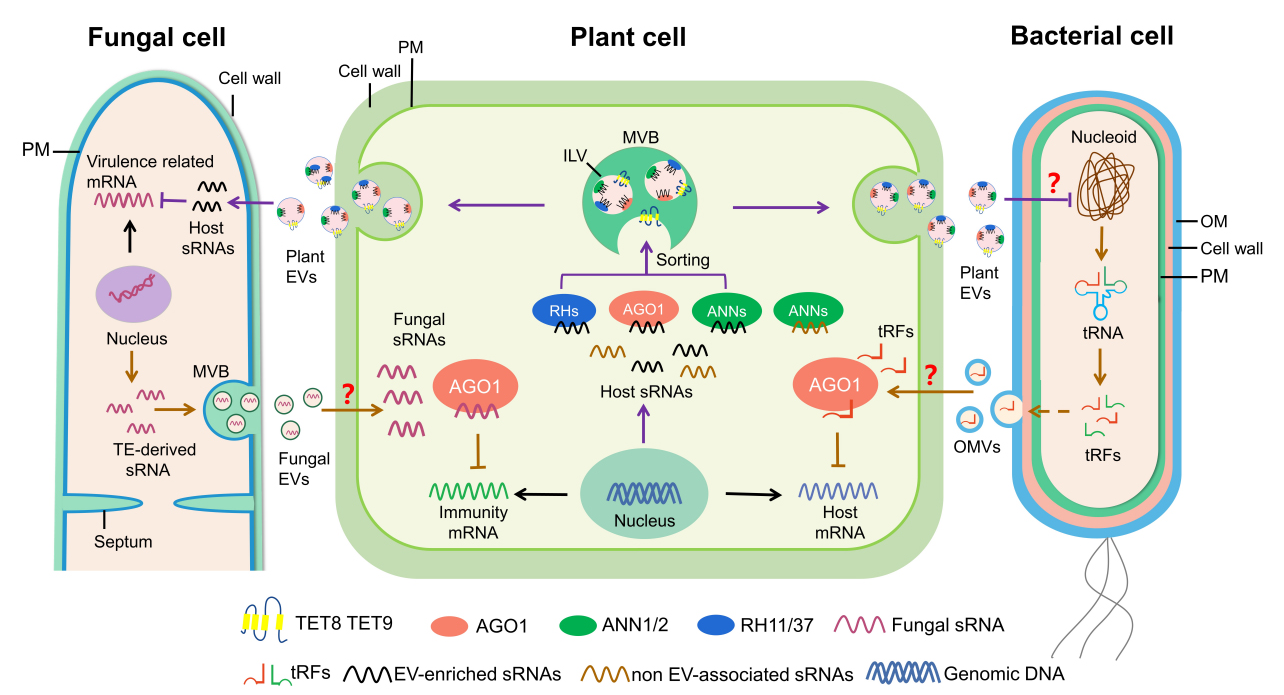 Fungal cell
Plant cell
Bacterial cell
PM
Cell wall
Cell wall
PM
Virulence related
mRNA
Host
sRNAs
Plant
EVs
Nucleus
MVB
TE-derived
sRNA
Fungal
EVs
Septum
?
MVB
ILV
Sorting
RHs
AGO1
ANNs
ANNs
Host sRNAs
Fungal
sRNAs
AGO1
Immunity
mRNA
Nucleus
tRFs
AGO1
Host
mRNA
Plant
EVs
?
?
OMVs
Nucleoid
tRNA
tRFs
OM
Cell wall
PM
TET8 TET9
AGO1
ANN1/2
RH11/37
Fungal sRNA
tRFs
EV-enriched sRNAs
non EV-associated sRNAs
Genomic DNA